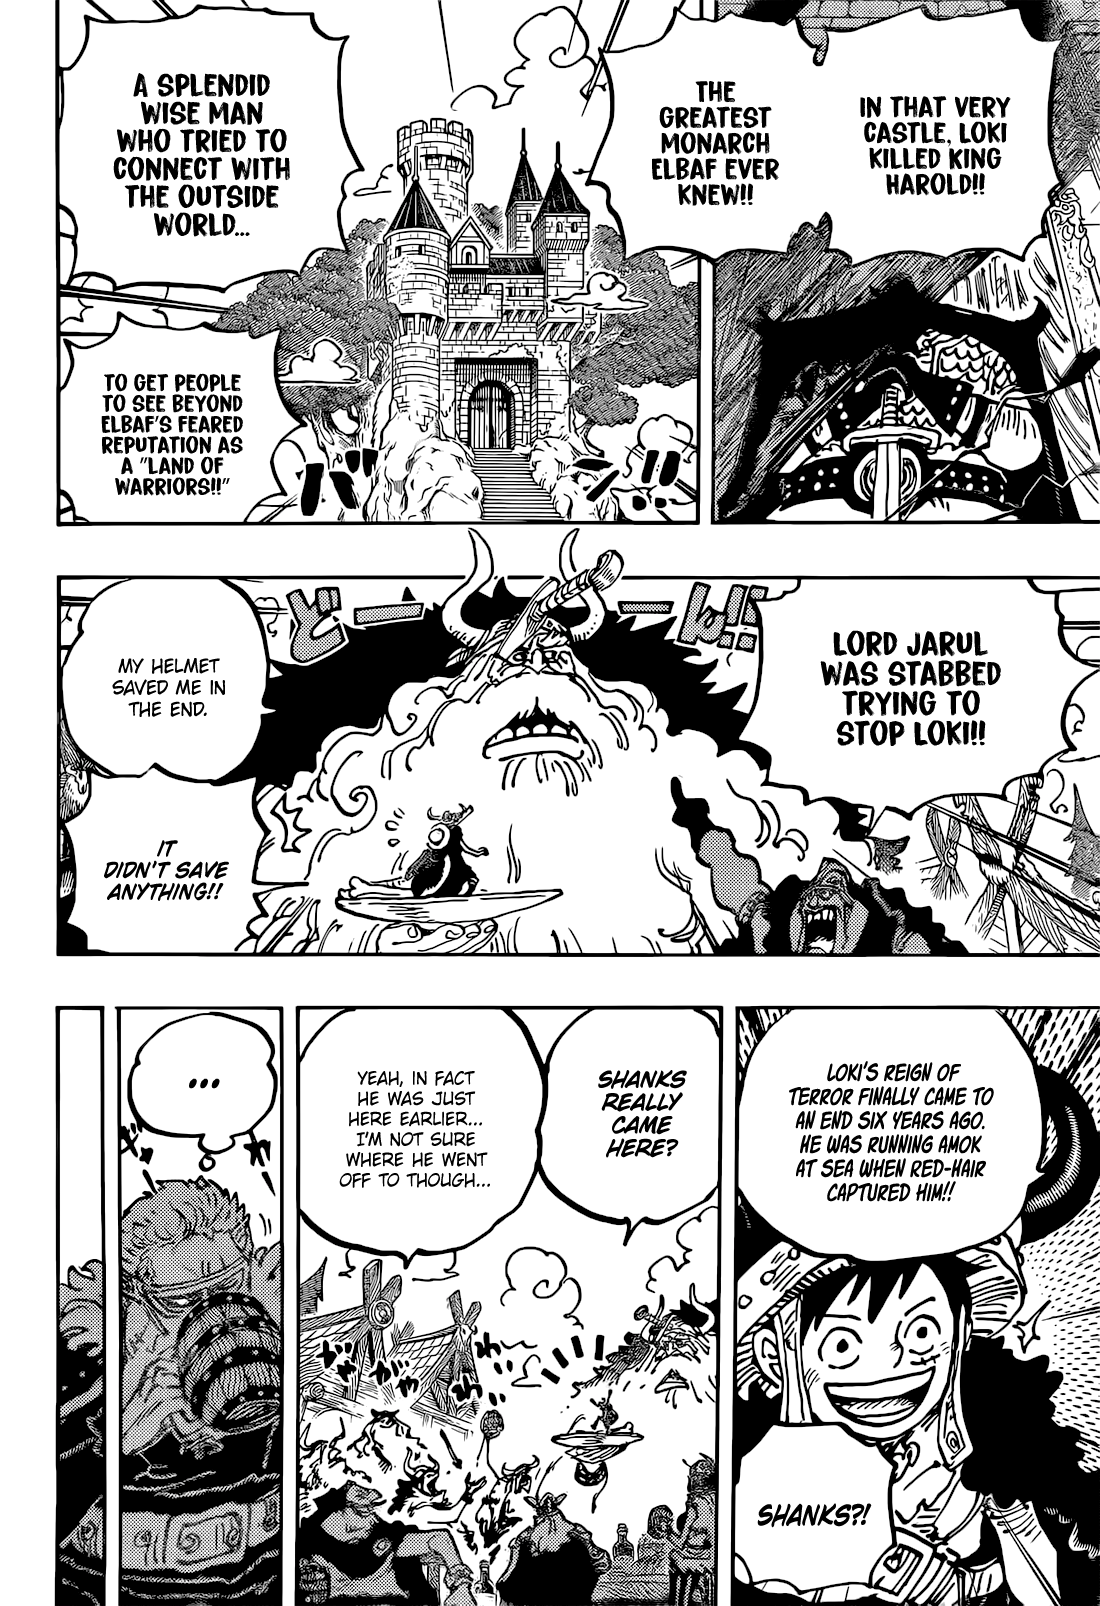 IN THAT VERY
CASTLE, LOKI
KILLED KING
HAROLD!!
THE
GREATEST
MONARCH
ELBAF EVER
KNEW!!
A SPLENDID
WISE MAN
WHO TRIED TO
CONNECT WITH
THE OUTSIDE
WORLD...
TO GET PEOPLE
TO SEE BEYOND
ELBAF'S FEARED
REPUTATION AS
A "LAND OF
WARRIORS!!"
LORD JARUL
WAS STABBED
TRYING TO
STOP LOKI!!
どーーん!!
MY HELMET
SAVED ME IN
THE END.
IT
DIDN'T SAVE
ANYTHING!!
LOKI'S REIGN OF
TERROR FINALLY CAME TO
AN END SIX YEARS AGO.
HE WAS RUNNING AMOK
AT SEA WHEN RED-HAIR
CAPTURED HIM!!
SHANKS?!
SHANKS
REALLY
CAME
HERE?
YEAH, IN FACT
HE WAS JUST
HERE EARLIER...
I'M NOT SURE
WHERE HE WENT
OFF TO THOUGH...
...